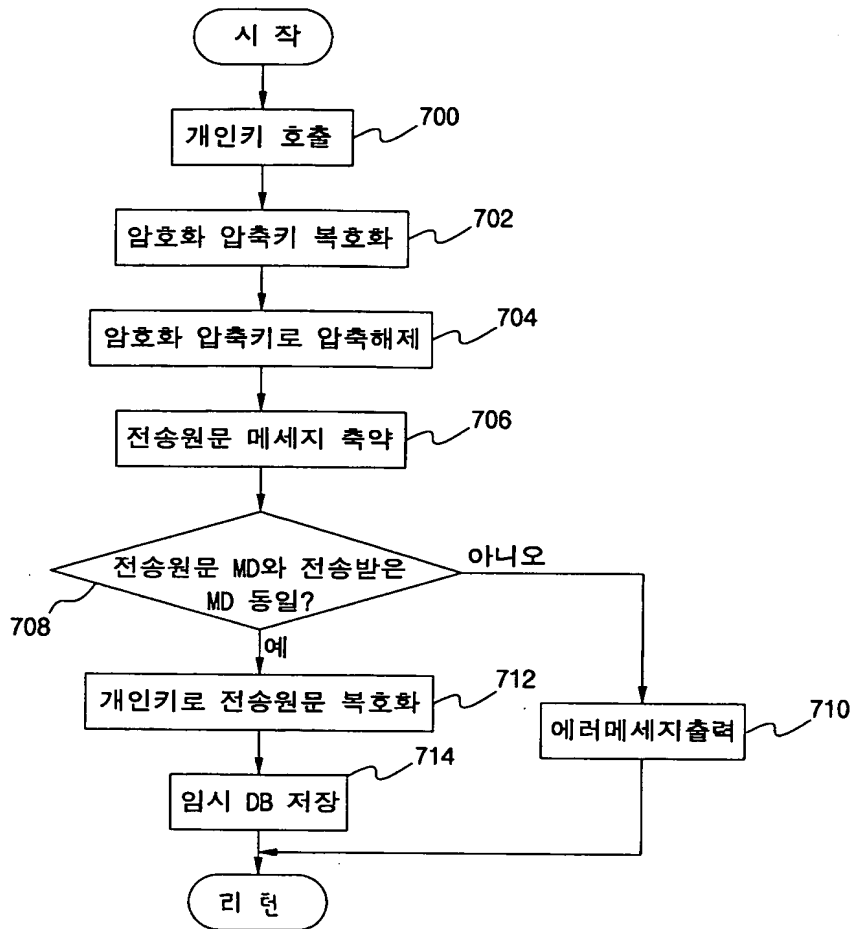 시 작
개인키 호출
700
암호화 압축키 복호화
702
암호화 압축키로 압축해제
704
전송원문 메세지 축약
706
전송원문 MD와 전송받은
MD 동일?
708
아니오
예
개인키로 전송원문 복호화
712
에러메세지출력
710
임시 DB 저장
714
리 턴